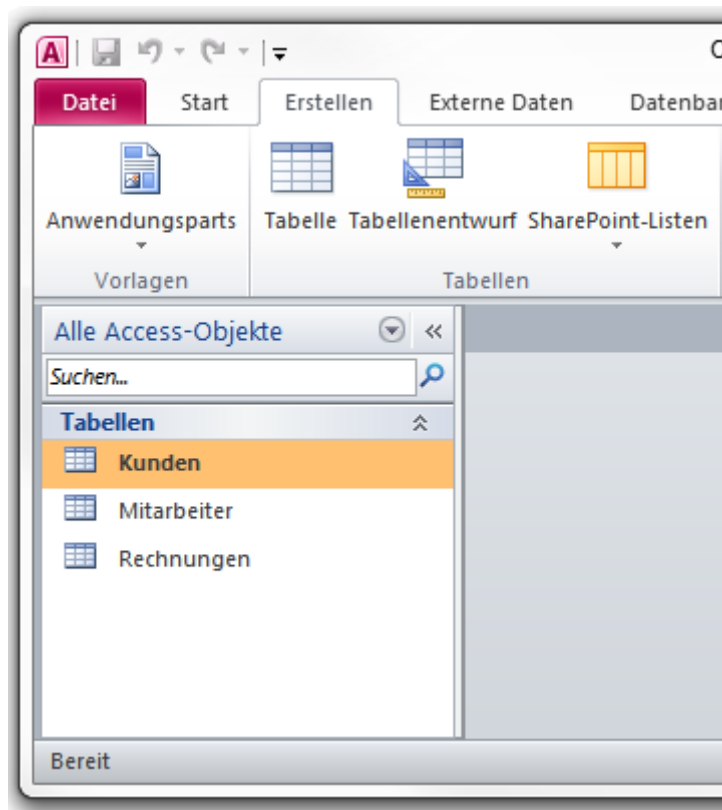 Datei Start Erstellen Externe Daten
Anwendungsparts Tabelle Tabellenentwurf SharePoint-Listen
Vorlagen Tabellen
Alle Access-Objekte
Suchen...
Tabellen
Kunden
Mitarbeiter
Rechnungen
Bereit